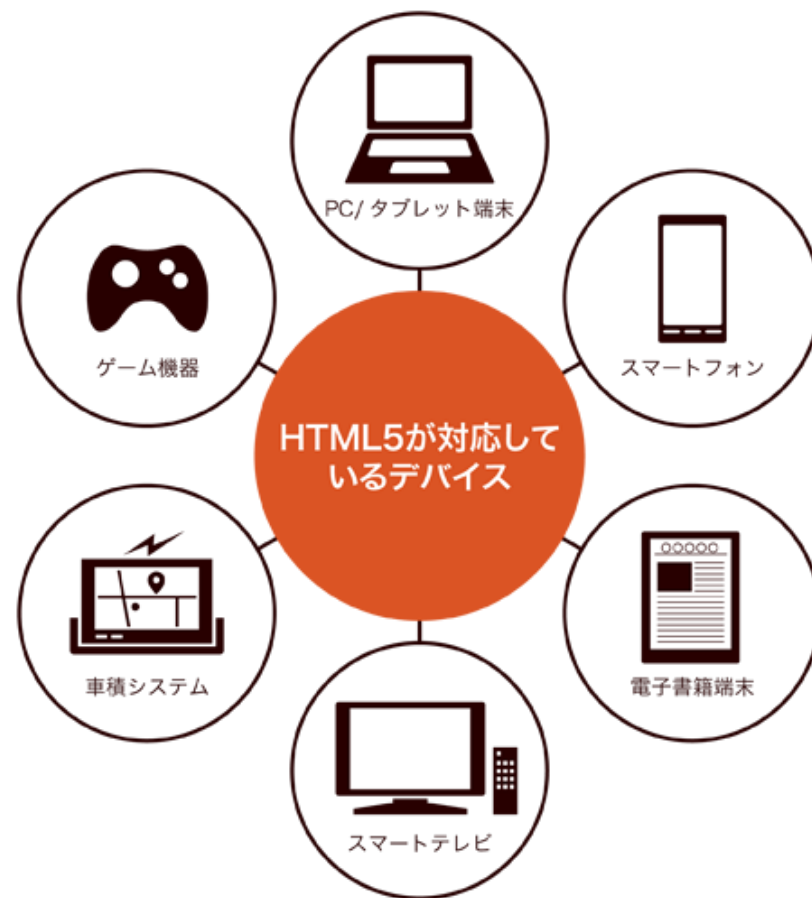 PC/タブレット端末
ゲーム機器
スマートフォン
HTML5が対応して
いるデバイス
車積システム
電子書籍端末
スマートテレビ